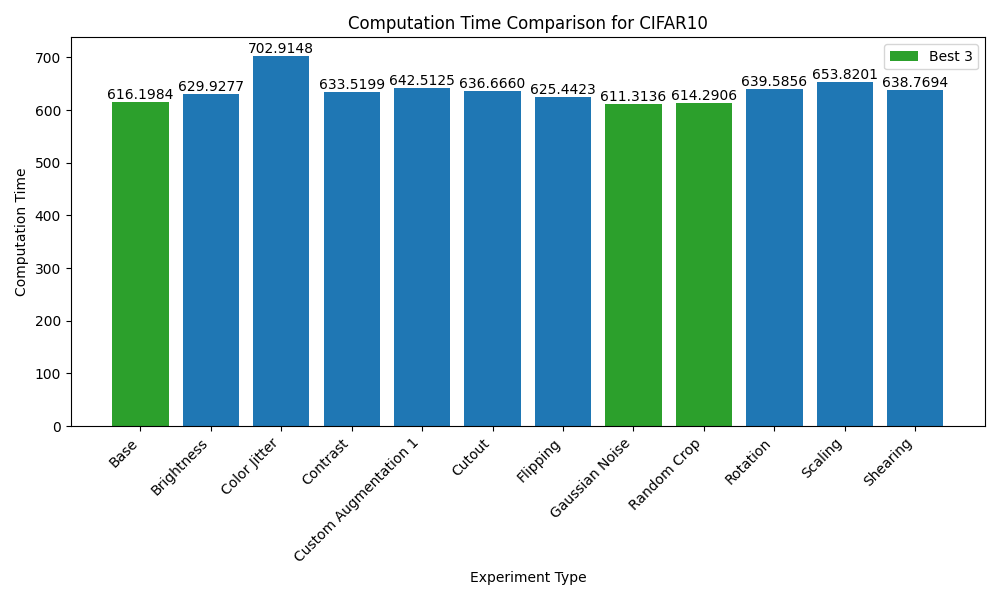 Computation Time Comparison for CIFAR10
Best 3
Computation Time
700
600
500
400
300
200
100
0
616.1984
629.9277
702.9148
633.5199
642.5125
636.6660
625.4423
611.3136
614.2906
639.5856
653.8201
638.7694
Base
Brightness
Color Jitter
Contrast
Custom Augmentation 1
Cutout
Flipping
Gaussian Noise
Random Crop
Rotation
Scaling
Shearing
Experiment Type